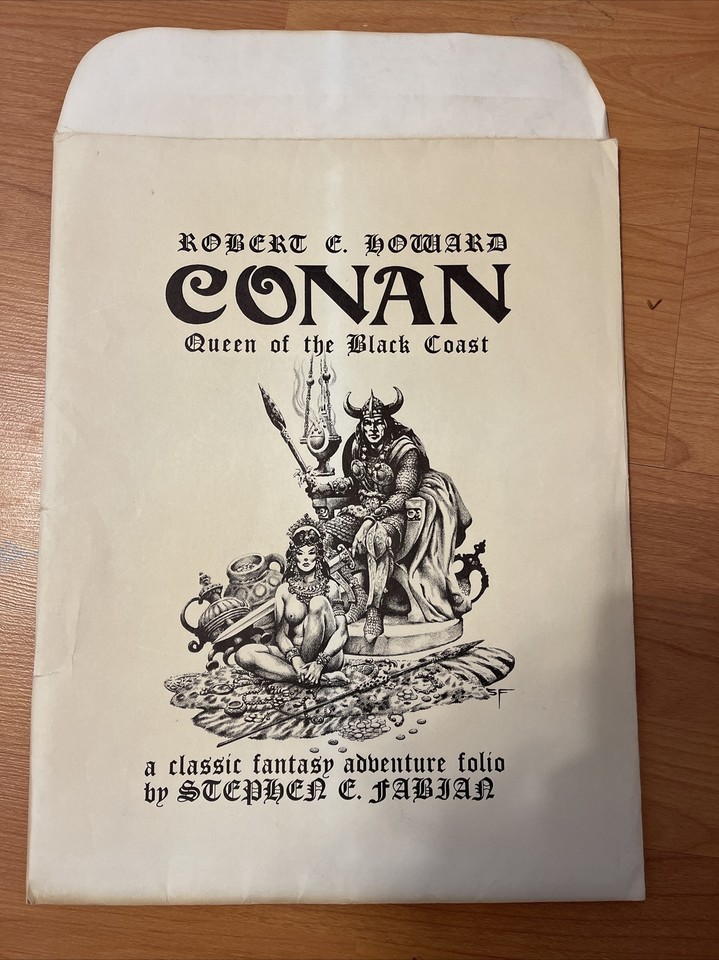 ROBERT E. HOWARD
CONAN
Queen of the Black Coast
SF
a classic fantasy adventure folio
by STEPHEN E. FABIAN